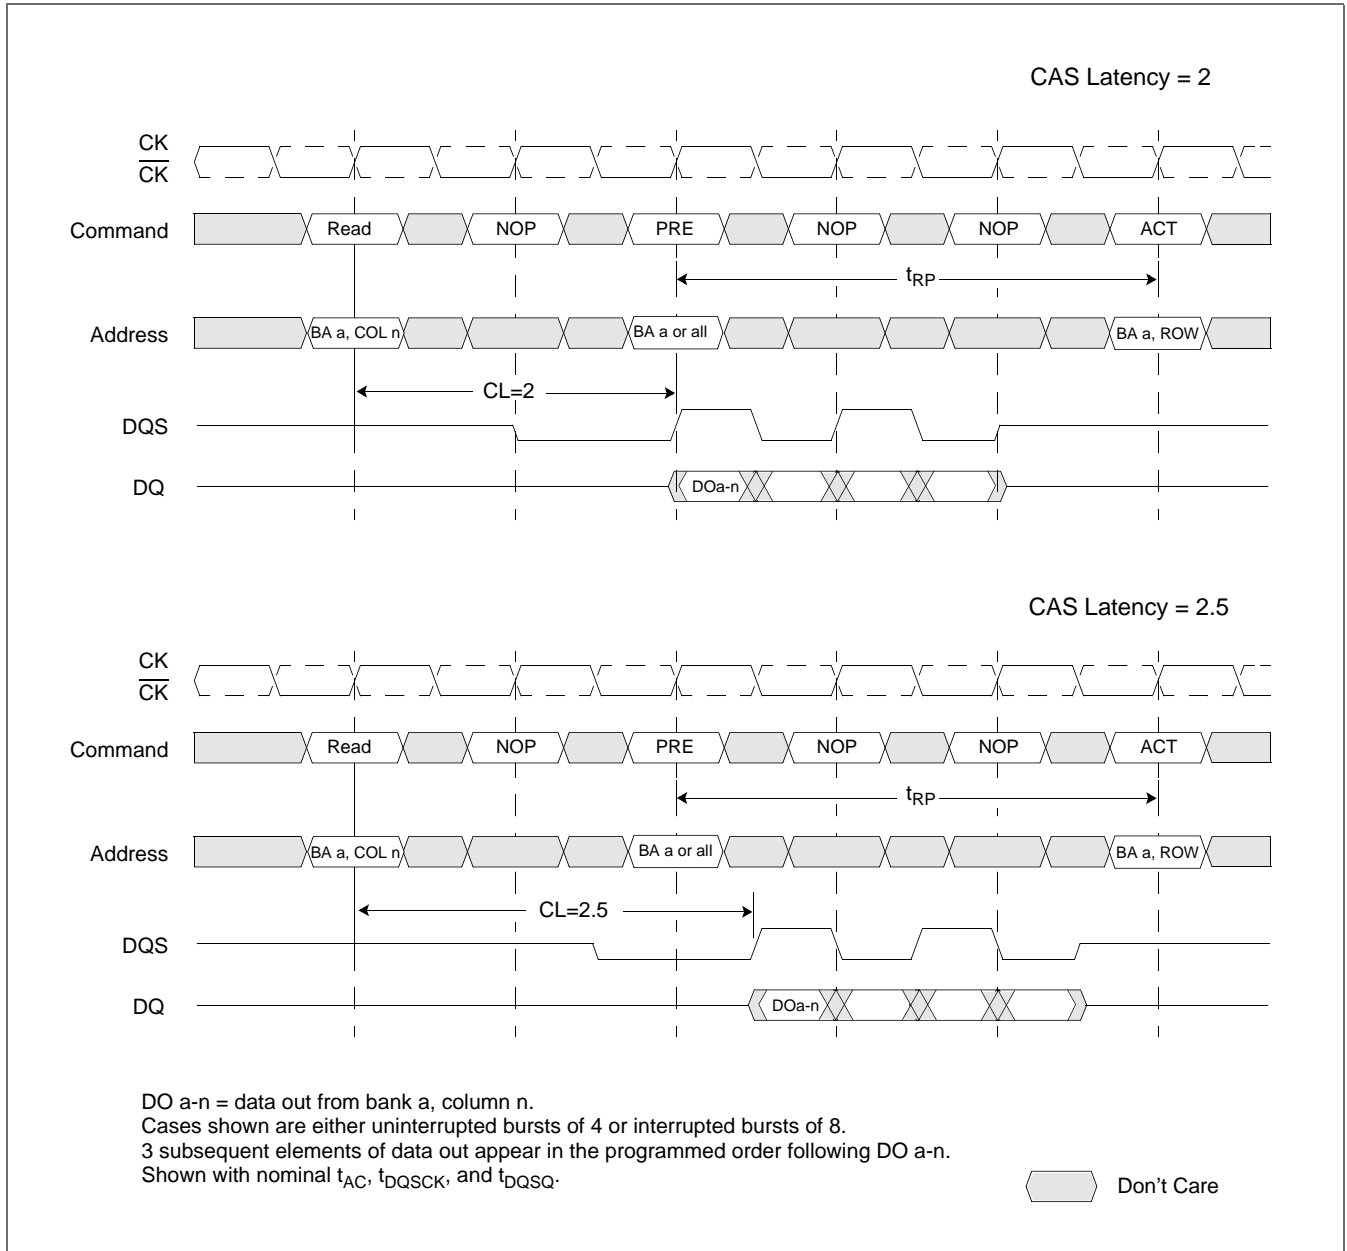 CAS Latency = 2
CK
CK
Command Read NOP PRE NOP NOP ACT
tRP
Address BA a, COL n BA a or all BA a, ROW
CL=2
DQS
DQ DOa-n
CAS Latency = 2.5
CK
CK
Command Read NOP PRE NOP NOP ACT
tRP
Address BA a, COL n BA a or all BA a, ROW
CL=2.5
DQS
DQ DOa-n
DO a-n = data out from bank a, column n.
Cases shown are either uninterrupted bursts of 4 or interrupted bursts of 8.
3 subsequent elements of data out appear in the programmed order following DO a-n.
Shown with nominal tAC, tDQSCK, and tDQSQ.
Don't Care